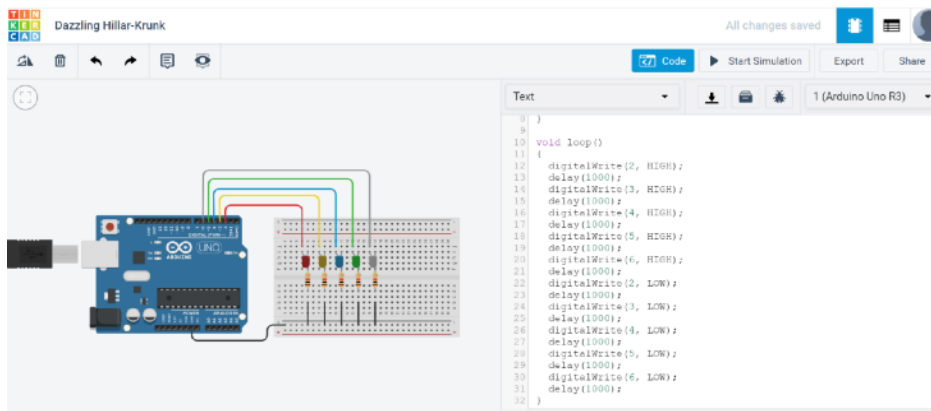 TIN
KER
CAD
Dazzling Hillar-Krunk
All changes saved
Code
Start Simulation
Export
Share
Text
1 (Arduino Uno R3)
UNO
ARDUINO
8 }
9
10 void loop()
11 {
12 digitalWrite(2, HIGH);
13 delay(1000);
14 digitalWrite(3, HIGH);
15 delay(1000);
16 digitalWrite(4, HIGH);
17 delay(1000);
18 digitalWrite(5, HIGH);
19 delay(1000);
20 digitalWrite(6, HIGH);
21 delay(1000);
22 digitalWrite(2, LOW);
23 delay(1000);
24 digitalWrite(3, LOW);
25 delay(1000);
26 digitalWrite(4, LOW);
27 delay(1000);
28 digitalWrite(5, LOW);
29 delay(1000);
30 digitalWrite(6, LOW);
31 delay(1000);
32 }